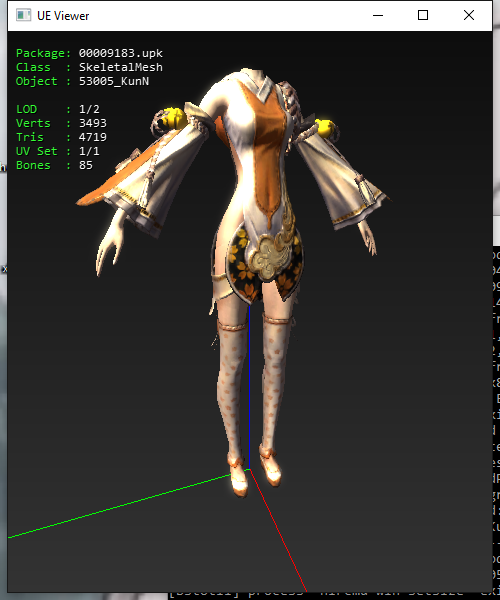 UE Viewer
Package: 00009183.upk
Class : SkeletalMesh
Object : 53005_KunN
LOD : 1/2
Verts : 3493
Tris : 4719
UV Set : 1/1
Bones : 85